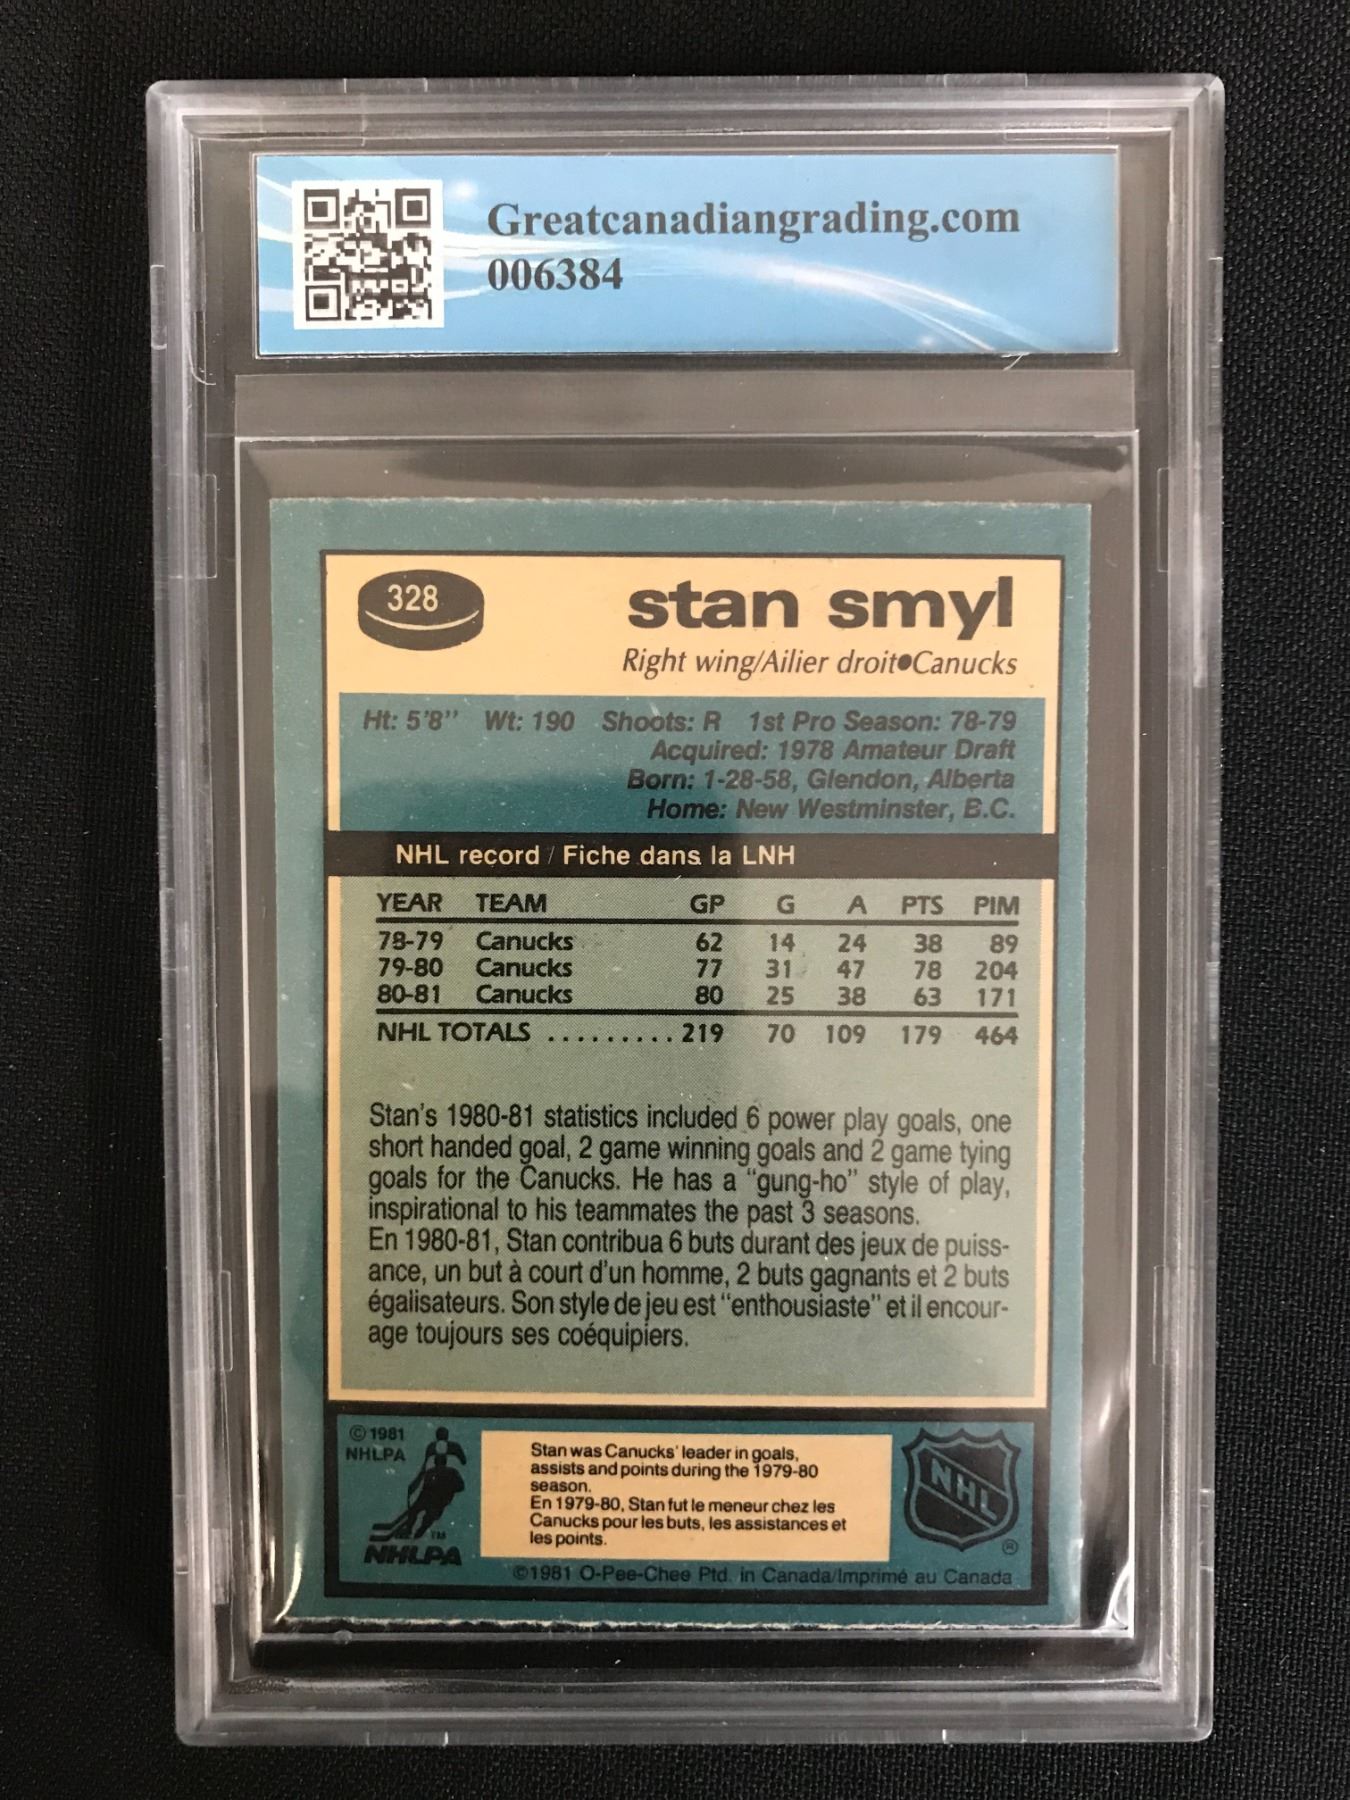 Greatcanadiangrading.com
006384
328
stan smyl
Right wing/Ailier droit●Canucks
Ht: 5'8" Wt: 190 Shoots: R 1st Pro Season: 78-79
Acquired: 1978 Amateur Draft
Born: 1-28-58, Glendon, Alberta
Home: New Westminster, B.C.
NHL record / Fiche dans la LNH
YEAR TEAM GP G A PTS PIM
78-79 Canucks 62 14 24 38 89
79-80 Canucks 77 31 47 78 204
80-81 Canucks 80 25 38 63 171
NHL TOTALS ......... 219 70 109 179 464
Stan's 1980-81 statistics included 6 power play goals, one
short handed goal, 2 game winning goals and 2 game tying
goals for the Canucks. He has a "gung-ho" style of play,
inspirational to his teammates the past 3 seasons.
En 1980-81, Stan contribua 6 buts durant des jeux de puiss-
ance, un but à court d'un homme, 2 buts gagnants et 2 buts
égalisateurs. Son style de jeu est "enthousiaste" et il encour-
age toujours ses coéquipiers.
© 1981
NHLPA
TM
NHLPA
Stan was Canucks' leader in goals,
assists and points during the 1979-80
season.
En 1979-80, Stan fut le meneur chez les
Canucks pour les buts, les assistances et
les points.
NHL
®
©1981 O-Pee-Chee Ptd. in Canada/Imprimé au Canada